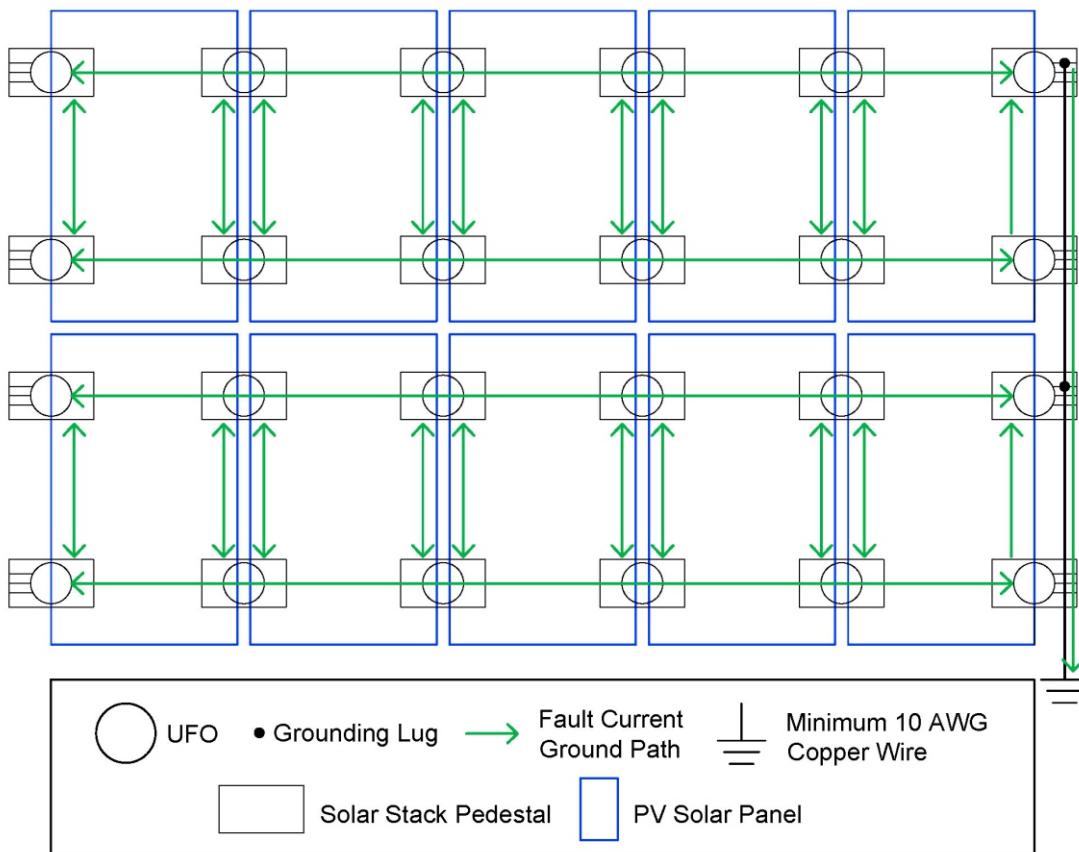 UFO
Grounding Lug
Fault Current
Ground Path
Minimum 10 AWG
Copper Wire
Solar Stack Pedestal
PV Solar Panel